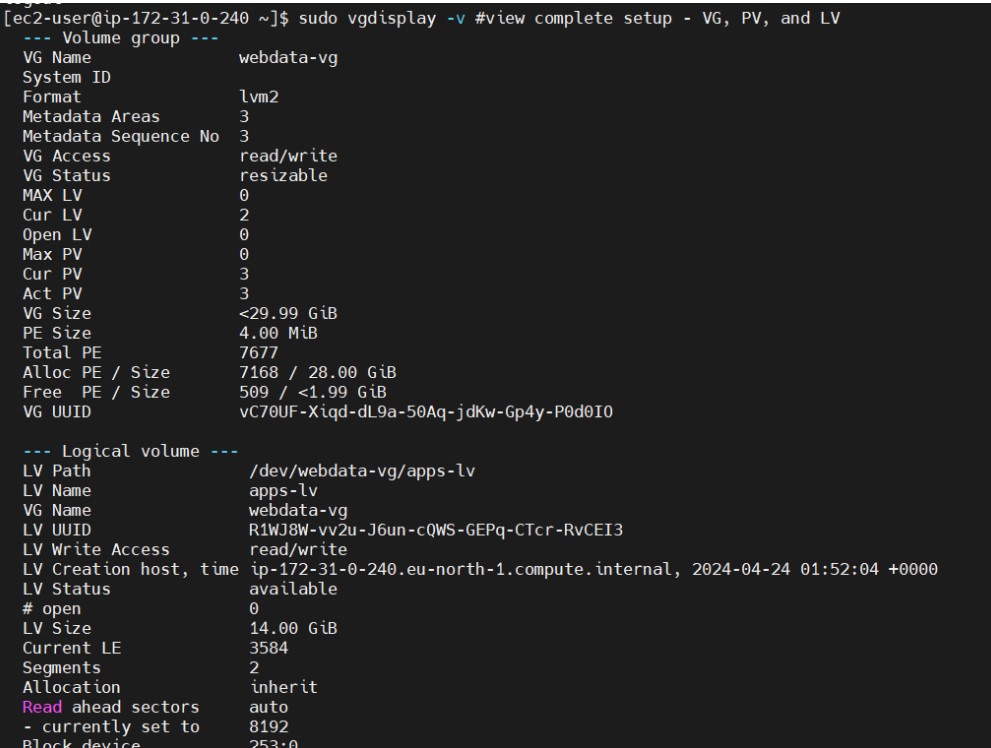 [ec2-user@ip-172-31-0-240 ~]$ sudo vgdisplay -v #view complete setup - VG, PV, and LV
--- Volume group ---
VG Name webdata-vg
System ID
Format lvm2
Metadata Areas 3
Metadata Sequence No 3
VG Access read/write
VG Status resizable
MAX LV 0
Cur LV 2
Open LV 0
Max PV 0
Cur PV 3
Act PV 3
VG Size <29.99 GiB
PE Size 4.00 MiB
Total PE 7677
Alloc PE / Size 7168 / 28.00 GiB
Free PE / Size 509 / <1.99 GiB
VG UUID vC70UF-Xiqd-dL9a-50Aq-jdKw-Gp4y-P0d0IO
--- Logical volume ---
LV Path /dev/webdata-vg/apps-lv
LV Name apps-lv
VG Name webdata-vg
LV UUID R1WJ8W-vv2u-J6un-cQWS-GEPq-CTcr-RvCEI3
LV Write Access read/write
LV Creation host, time ip-172-31-0-240.eu-north-1.compute.internal, 2024-04-24 01:52:04 +0000
LV Status available
# open 0
LV Size 14.00 GiB
Current LE 3584
Segments 2
Allocation inherit
Read ahead sectors auto
- currently set to 8192
Block device 253:0